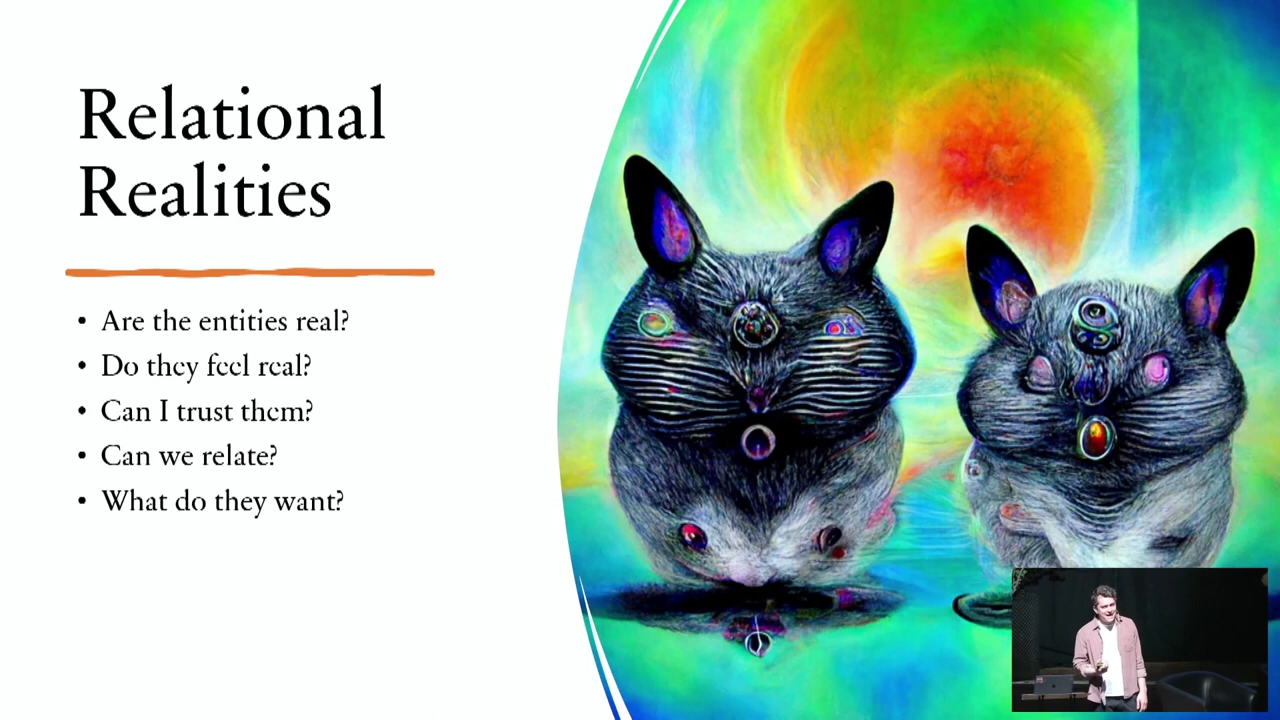 Relational
Realities
• Are the entities real?
• Do they feel real?
• Can I trust them?
• Can we relate?
• What do they want?